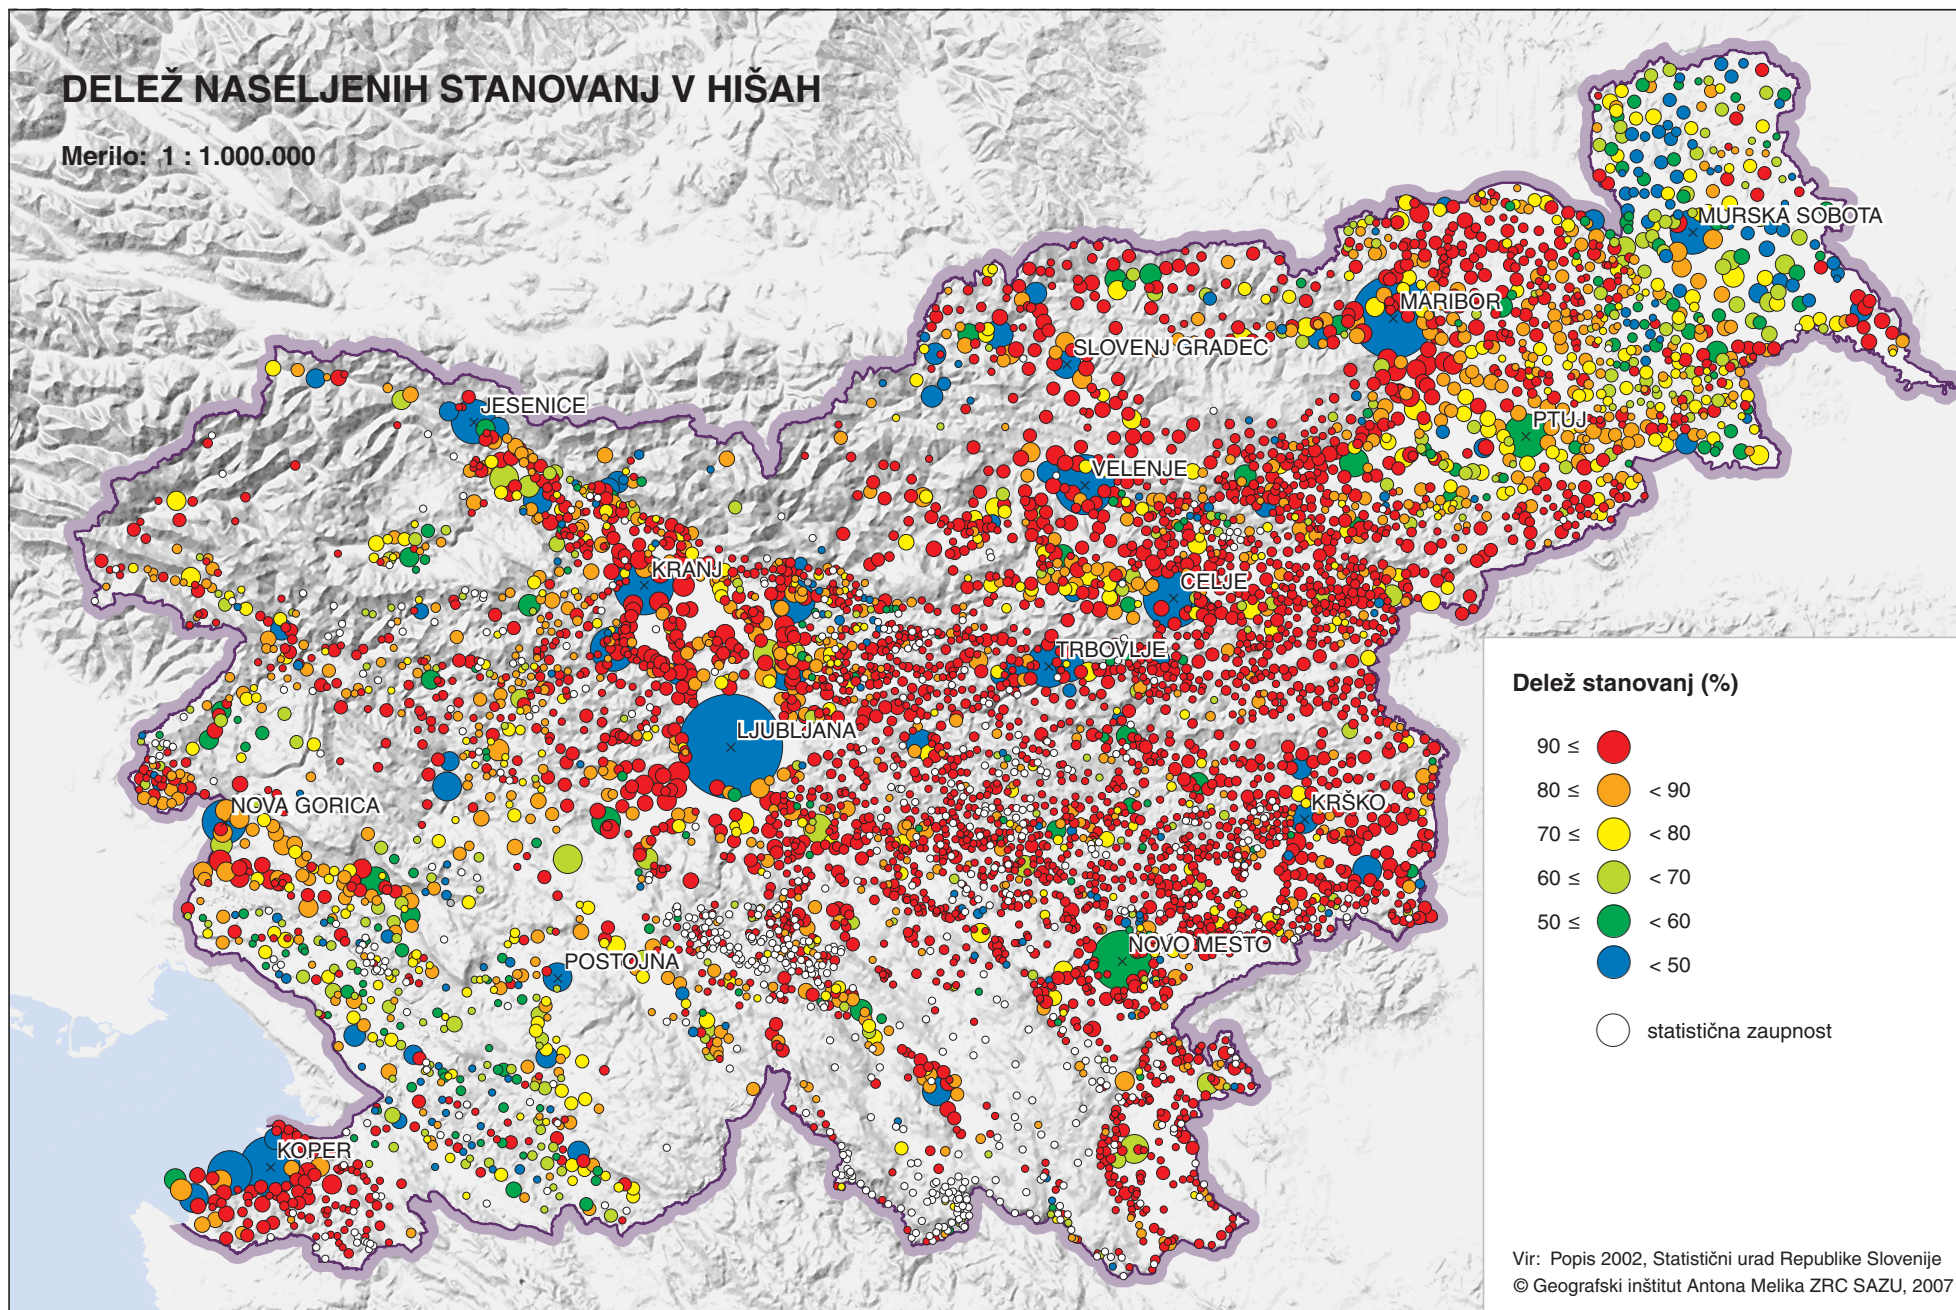 DELEŽ NASELJENIH STANOVANJ V HIŠAH
Merilo: 1 : 1.000.000
MURSKA SOBOTA
MARIBOR
SLOVENJ GRADEC
JESENICE
PTUJ
VELENJE
KRANJ
CELJE
TRBOVLJE
LJUBLJANA
NOVA GORICA
KRŠKO
NOVO MESTO
POSTOJNA
KOPER
Delež stanovanj (%)
90 ≤
80 ≤ < 90
70 ≤ < 80
60 ≤ < 70
50 ≤ < 60
< 50
statistična zaupnost
Vir: Popis 2002, Statistični urad Republike Slovenije
© Geografski inštitut Antona Melika ZRC SAZU, 2007